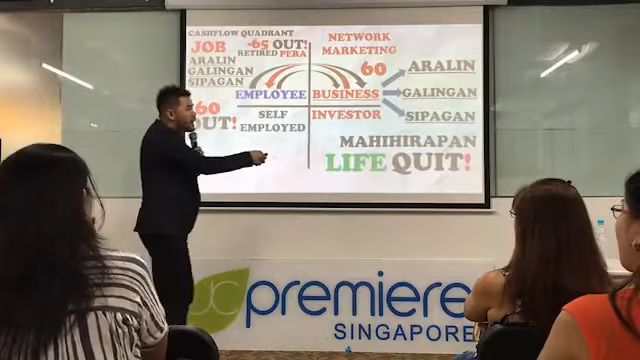 CASHFLOW QUADRANT
JOB -65 OUT!
RETIRED PERA
ARALIN
GALINGAN
SIPAGAN
EMPLOYEE
60
OUT!
SELF
EMPLOYED
NETWORK
MARKETING
60
BUSINESS
INVESTOR
ARALIN
GALINGAN
SIPAGAN
MAHIHIRAPAN
LIFE QUIT!
JC premiere
SINGAPORE